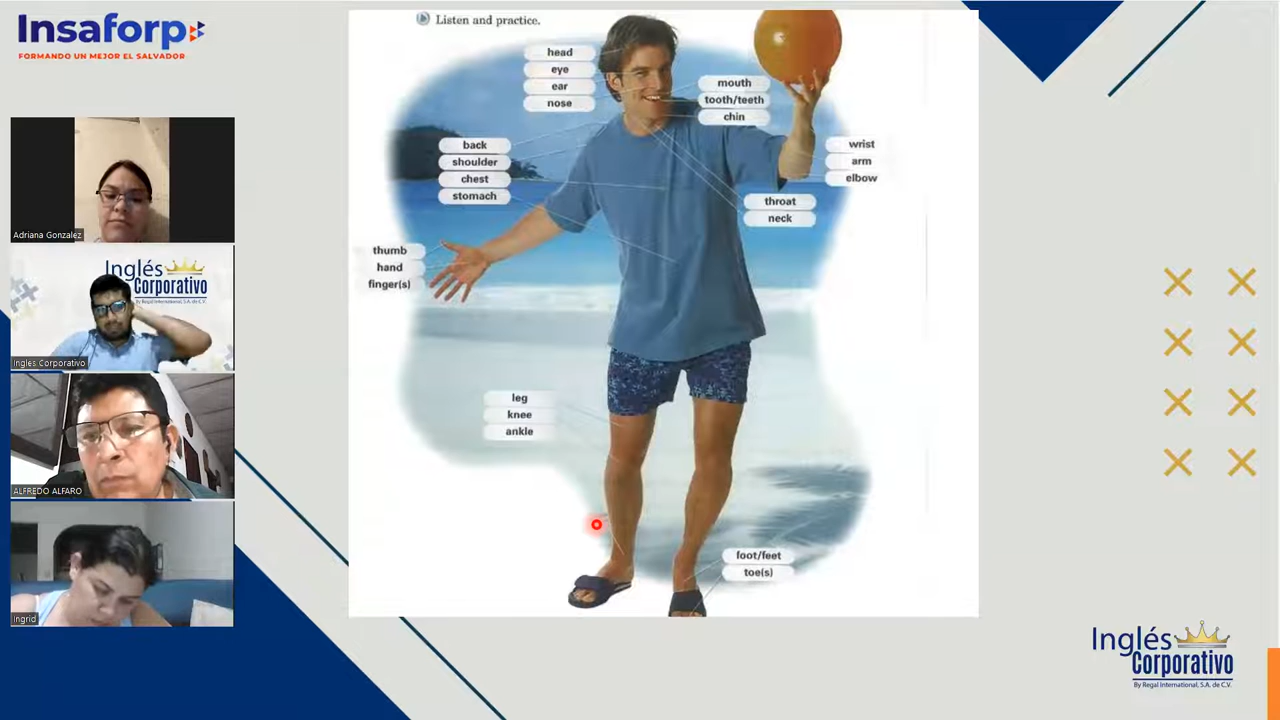 Insaforp
FORMANDO UN MEJOR EL SALVADOR
Adriana Gonzalez
Inglés
Corporativo
By Regal International, S.A. de C.V.
Ingles Corporativo
ALFREDO ALFARO
Ingrid
Listen and practice.
head
eye
ear
nose
mouth
tooth/teeth
chin
back
shoulder
chest
stomach
wrist
arm
elbow
throat
neck
thumb
hand
finger(s)
leg
knee
ankle
foot/feet
toe(s)
Inglés
Corporativo
By Regal International, S.A. de C.V.